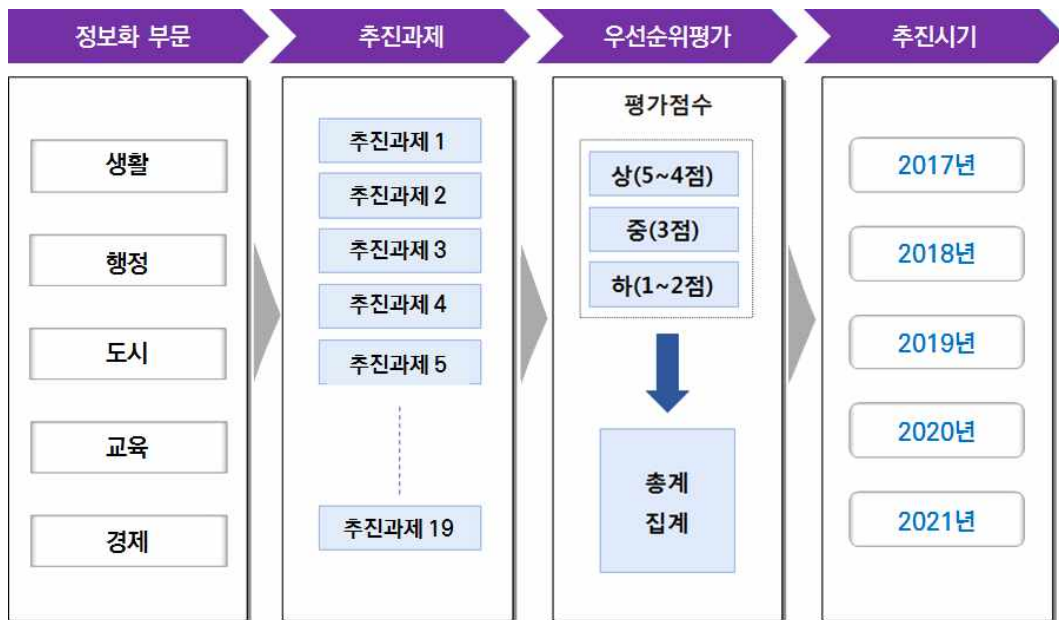 정보화 부문
추진과제
우선순위평가
추진시기
생활
행정
도시
교육
경제
추진과제 1
추진과제 2
추진과제 3
추진과제 4
추진과제 5
추진과제 19
평가점수
상(5~4점)
중(3점)
하(1~2점)
총계
집계
2017년
2018년
2019년
2020년
2021년